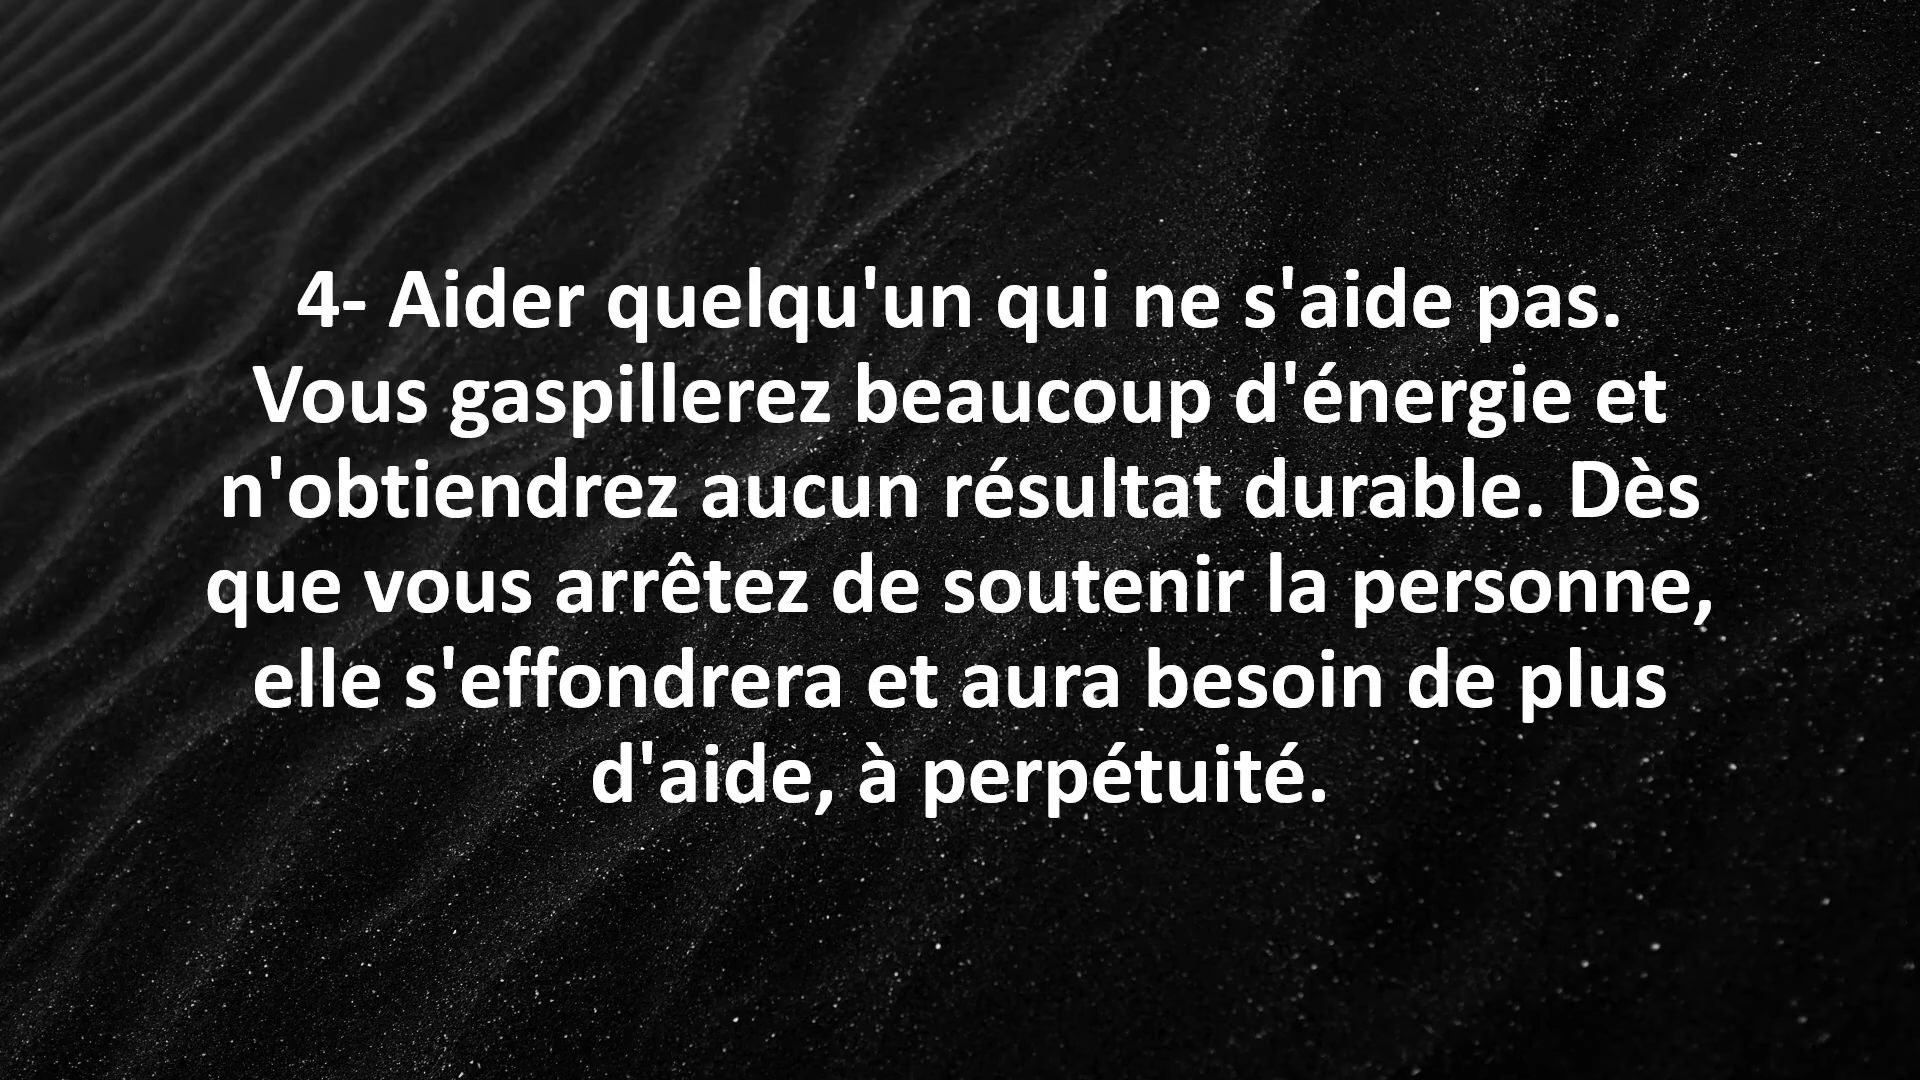 4- Aider quelqu'un qui ne s'aide pas.
Vous gaspillerez beaucoup d'énergie et
n'obtiendrez aucun résultat durable. Dès
que vous arrêtez de soutenir la personne,
elle s'effondrera et aura besoin de plus
d'aide, à perpétuité.